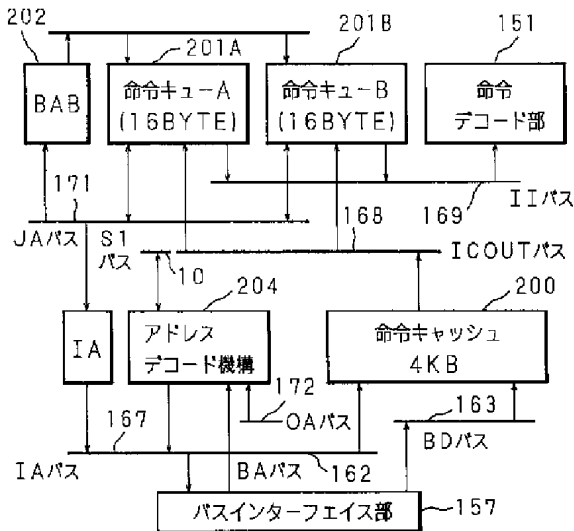 202
201A
201B
151
BAB
命令キューA
(16BYTE)
命令キューB
(16BYTE)
命令
デコード部
171
169
IIバス
JAバス
S1
バス
168
10
ICOUTバス
204
200
IA
アドレス
デコード機構
命令キャッシュ
4KB
172
OAバス
163
BDバス
167
IAバス
BAバス
162
バスインターフェイス部
157